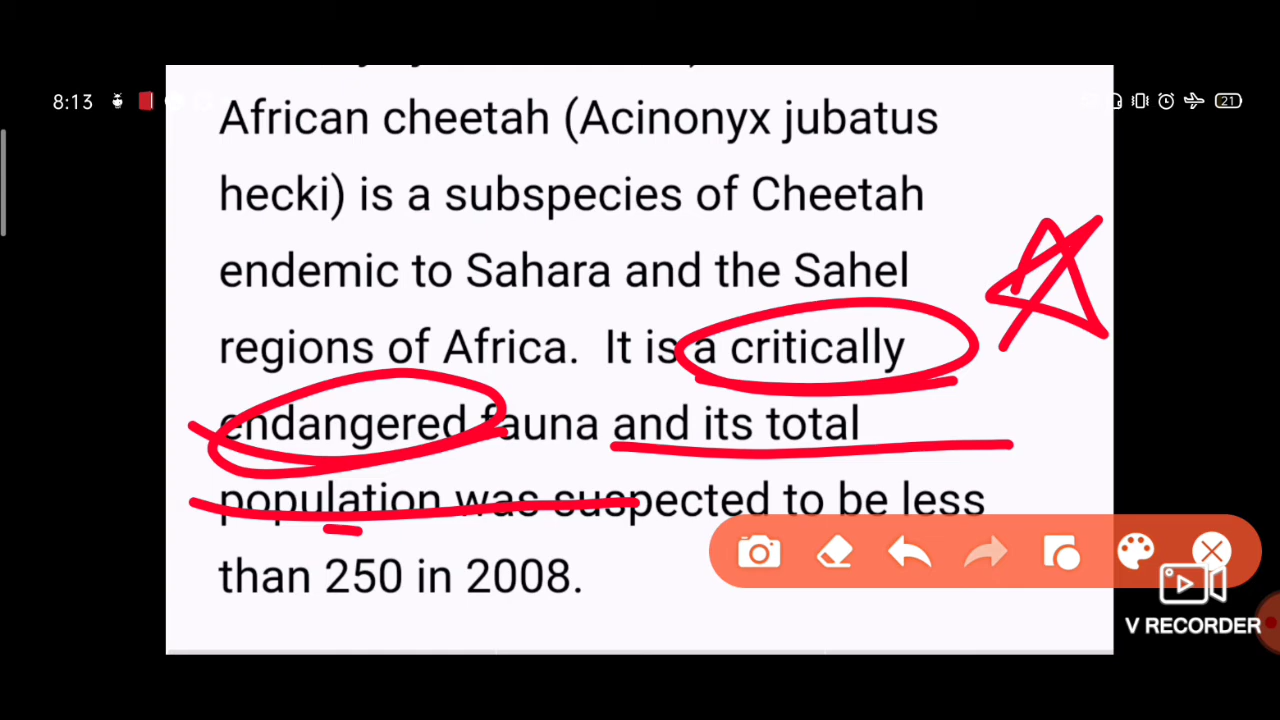 8:13
21
African cheetah (Acinonyx jubatus
hecki) is a subspecies of Cheetah
endemic to Sahara and the Sahel
regions of Africa. It is a critically
endangered fauna and its total
population was suspected to be less
than 250 in 2008.
V RECORDER